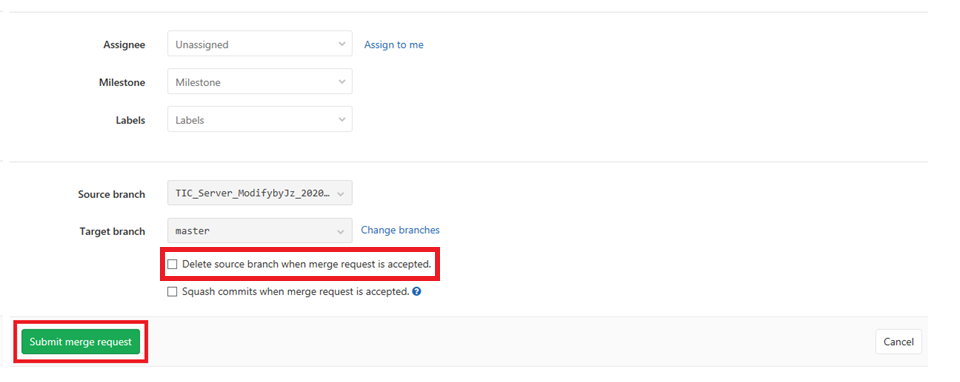 Assignee Unassigned Assign to me
Milestone Milestone
Labels Labels
Source branch TIC_Server_ModifybyJz_2020…
Target branch master Change branches
Delete source branch when merge request is accepted.
Squash commits when merge request is accepted. ?
Submit merge request Cancel